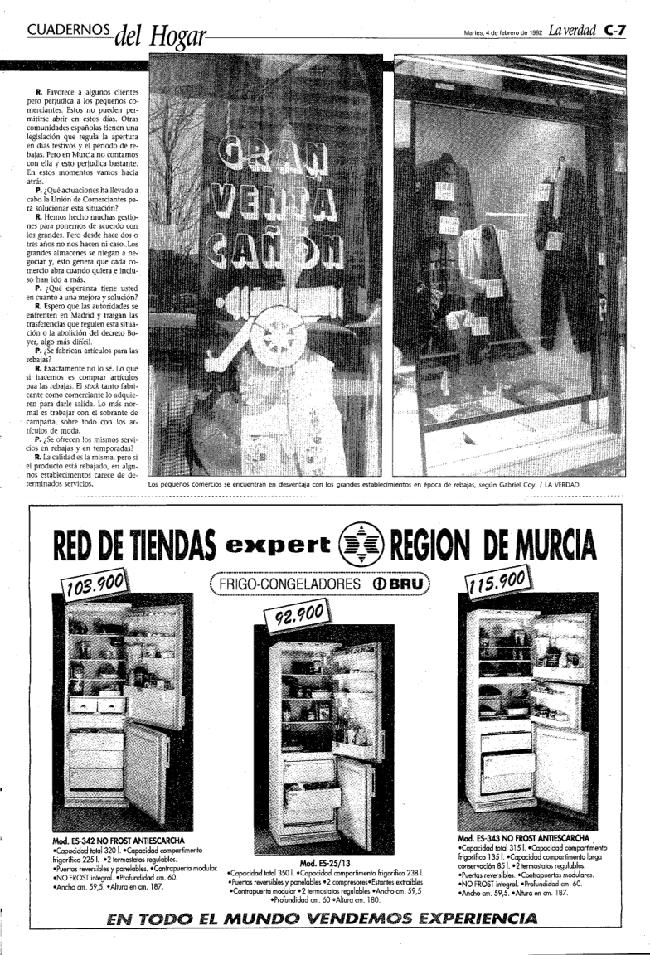 CUADERNOS del Hogar
Martes, 4 de febrero de 1992 La verdad C-7
R. Favorece a algunos clientes
pero perjudica a los pequeños co-
merciantes. Estos no pueden per-
mitirse abrir en estos días. Otras
comunidades españolas tienen una
legislación que regula la apertura
en días festivos y el periodo de re-
bajas. Pero en Murcia no contamos
con ella y esto perjudica bastante.
En estos momentos vamos hacia
atrás.
P. ¿Qué actuaciones ha llevado a
cabo la Unión de Comerciantes pa-
ra solucionar esta situación?
R. Hemos hecho muchas gestio-
nes para ponernos de acuerdo con
los grandes. Pero desde hace dos o
tres años no nos hacen ni caso. Los
grandes almacenes se niegan a ne-
gociar y, esto genera que cada co-
mercio abra cuando quiera e inclu-
so han ido a más.
P. ¿Qué esperanza tiene usted
en cuanto a una mejora y solución?
R. Espero que las autoridades se
enfrenten en Madrid y traigan las
trasferencias que regulen esta situa-
ción o la abolición del decreto Bo-
yer, algo más difícil.
P. ¿Se fabrican artículos para las
rebajas?
R. Exactamente no lo sé. Lo que
sí hacemos es comprar artículos
para las rebajas. El stock tanto fabri-
cante como comerciante lo adquie-
ren para darle salida. Lo más nor-
mal es trabajar con el sobrante de
campaña, sobre todo con los ar-
tículos de moda.
P. ¿Se ofrecen los mismos servi-
cios en rebajas y en temporadas?
R. La calidad es la misma, pero si
el producto está rebajado, en algu-
nos establecimientos carece de de-
terminados servicios.
GRAN
VENTA
CAÑON
Los pequeños comercios se encuentran en desventaja con los grandes establecimientos en época de rebajas, según Gabriel Coy. / LA VERDAD
RED DE TIENDAS expert REGION DE MURCIA
FRIGO-CONGELADORES BRU
103.900
92.900
115.900
Mod. ES-342 NO FROST ANTIESCARCHA
•Capacidad total 320 l. •Capacidad compartimento
frigorífico 225 l. •2 termostatos regulables.
•Puertas reversibles y panelables. •Contrapuerta modular.
•NO FROST integral. •Profundidad cm. 60.
•Ancho cm. 59,5. •Altura en cm. 187.
Mod. ES-25/13
•Capacidad total 350 l. •Capacidad compartimento frigorífico 238 l.
•Puertas reversibles y panelables •2 compresores •Estantes extraíbles
•Contrapuerta modular •2 termostatos regulables •Ancho cm. 59,5.
•Profundidad cm. 60 •Altura cm. 180.
Mod. ES-343 NO FROST ANTIESCARCHA
•Capacidad total 315 l. •Capacidad compartimento
frigorífico 135 l. •Capacidad compartimento larga
conservación 85 l. •2 termostatos regulables.
•Puertas reversibles. •Contrapuertas modulares.
•NO FROST integral. •Profundidad cm. 60.
•Ancho cm. 59,5. •Altura en cm. 187.
EN TODO EL MUNDO VENDEMOS EXPERIENCIA